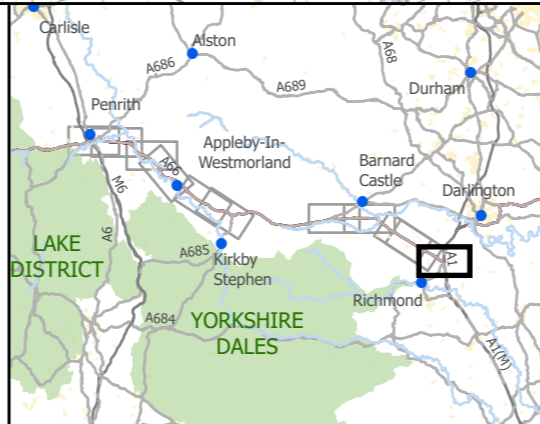 Carlisle
Alston
A68
A686
A689
Durham
Penrith
Appleby-In-
Westmorland
A66
Barnard
Castle
Darlington
M6
A6
LAKE
DISTRICT
A685
Kirkby
Stephen
A1
Richmond
A684
YORKSHIRE
DALES
A1(M)